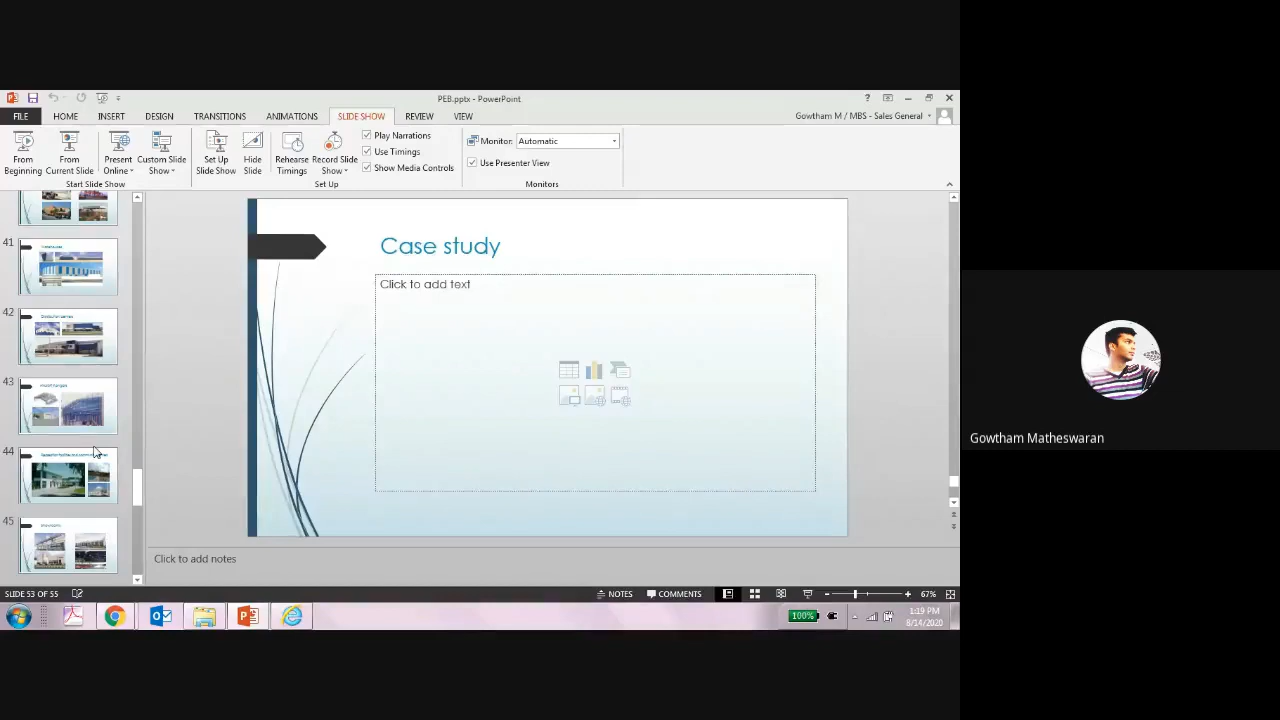 PEB.pptx - PowerPoint
FILE HOME INSERT DESIGN TRANSITIONS ANIMATIONS SLIDE SHOW REVIEW VIEW
Gowtham M / MBS - Sales General
From Beginning
From Current Slide
Present Online
Custom Slide Show
Set Up Slide Show
Hide Slide
Rehearse Timings
Record Slide Show
Play Narrations
Use Timings
Show Media Controls
Monitor: Automatic
Use Presenter View
Start Slide Show
Set Up
Monitors
41
42
43
44
45
Case study
Click to add text
Click to add notes
Gowtham Matheswaran
SLIDE 53 OF 55
NOTES
COMMENTS
67%
100%
1:19 PM
8/14/2020